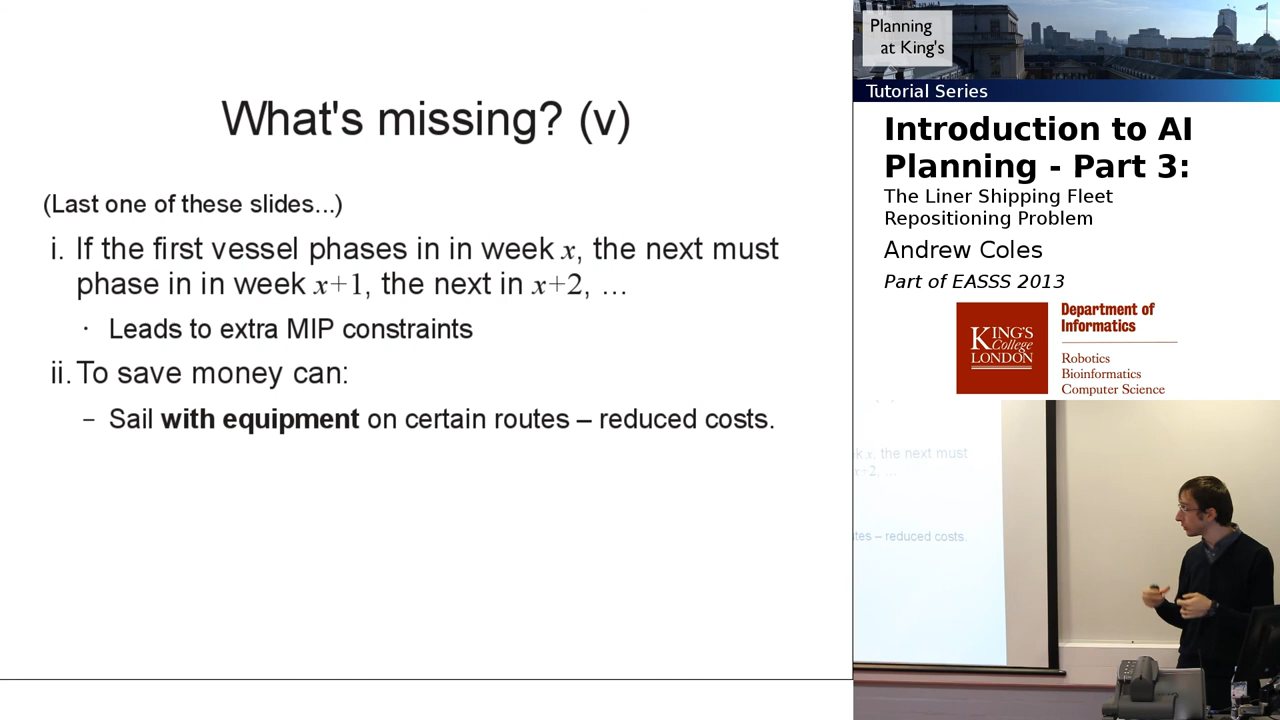 What's missing? (v)
(Last one of these slides...)
i. If the first vessel phases in in week x, the next must
phase in in week x+1, the next in x+2, …
· Leads to extra MIP constraints
ii. To save money can:
– Sail with equipment on certain routes – reduced costs.
Planning
at King's
Tutorial Series
Introduction to AI
Planning - Part 3:
The Liner Shipping Fleet
Repositioning Problem
Andrew Coles
Part of EASSS 2013
KING'S
College
LONDON
Department of
Informatics
Robotics
Bioinformatics
Computer Science
k x, the next must
x+2, …
tes – reduced costs.